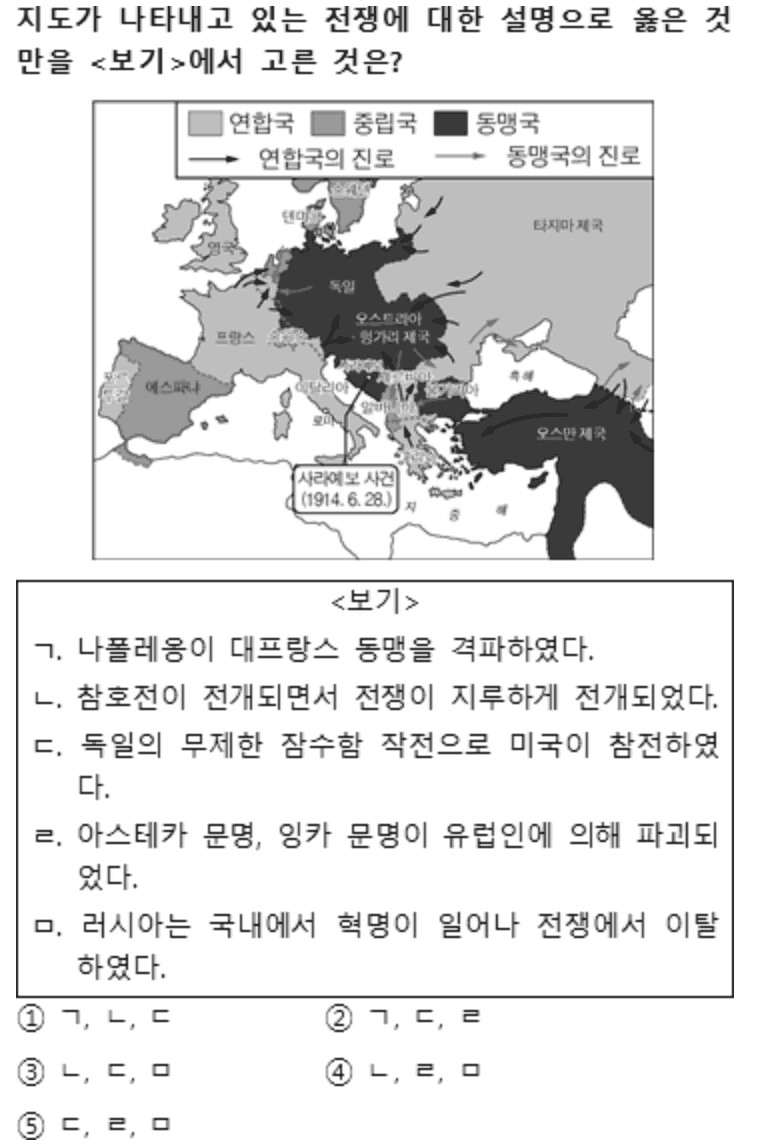 지도가 나타내고 있는 전쟁에 대한 설명으로 옳은 것
만을 <보기>에서 고른 것은?
연합국 중립국 동맹국
연합국의 진로 동맹국의 진로
스웨덴
영국
타지마 제국
독일
오스트리아
· 헝가리 제국
프랑스
에스파냐
이탈리아
흑해
로마
오스만 제국
사라예보 사건
(1914. 6. 28.)
지 중 해
<보기>
ㄱ. 나폴레옹이 대프랑스 동맹을 격파하였다.
ㄴ. 참호전이 전개되면서 전쟁이 지루하게 전개되었다.
ㄷ. 독일의 무제한 잠수함 작전으로 미국이 참전하였
다.
ㄹ. 아스테카 문명, 잉카 문명이 유럽인에 의해 파괴되
었다.
ㅁ. 러시아는 국내에서 혁명이 일어나 전쟁에서 이탈
하였다.
① ㄱ, ㄴ, ㄷ ② ㄱ, ㄷ, ㄹ
③ ㄴ, ㄷ, ㅁ ④ ㄴ, ㄹ, ㅁ
⑤ ㄷ, ㄹ, ㅁ